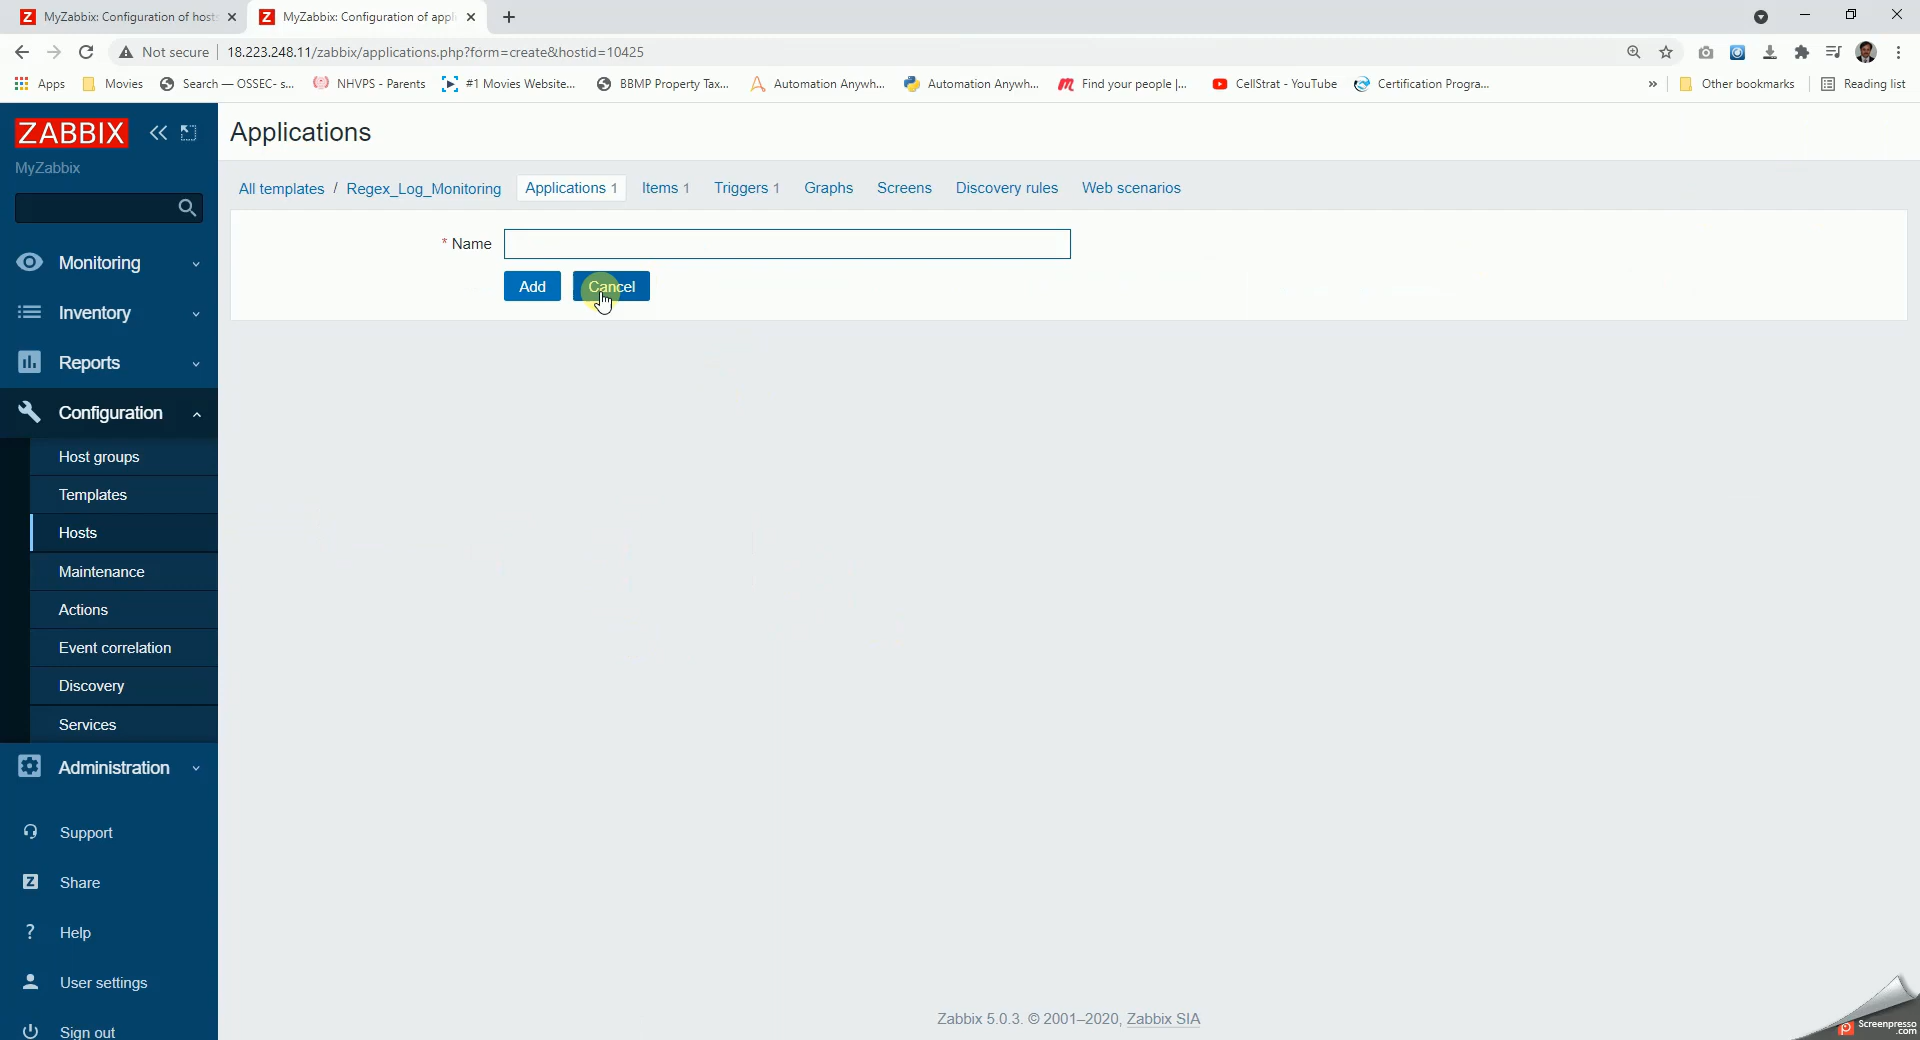 MyZabbix: Configuration of host
MyZabbix: Configuration of appl
Not secure
18.223.248.11/zabbix/applications.php?form=create&hostid=10425
Apps
Movies
Search — OSSEC- s...
NHVPS - Parents
#1 Movies Website...
BBMP Property Tax...
Automation Anywh...
Automation Anywh...
Find your people |...
CellStrat - YouTube
Certification Progra...
»
Other bookmarks
Reading list
ZABBIX
MyZabbix
Monitoring
Inventory
Reports
Configuration
Host groups
Templates
Hosts
Maintenance
Actions
Event correlation
Discovery
Services
Administration
Support
Z Share
? Help
User settings
Sign out
Applications
All templates / Regex_Log_Monitoring Applications 1 Items 1 Triggers 1 Graphs Screens Discovery rules Web scenarios
* Name
Add Cancel
Zabbix 5.0.3. © 2001–2020, Zabbix SIA
Screenpresso
.com